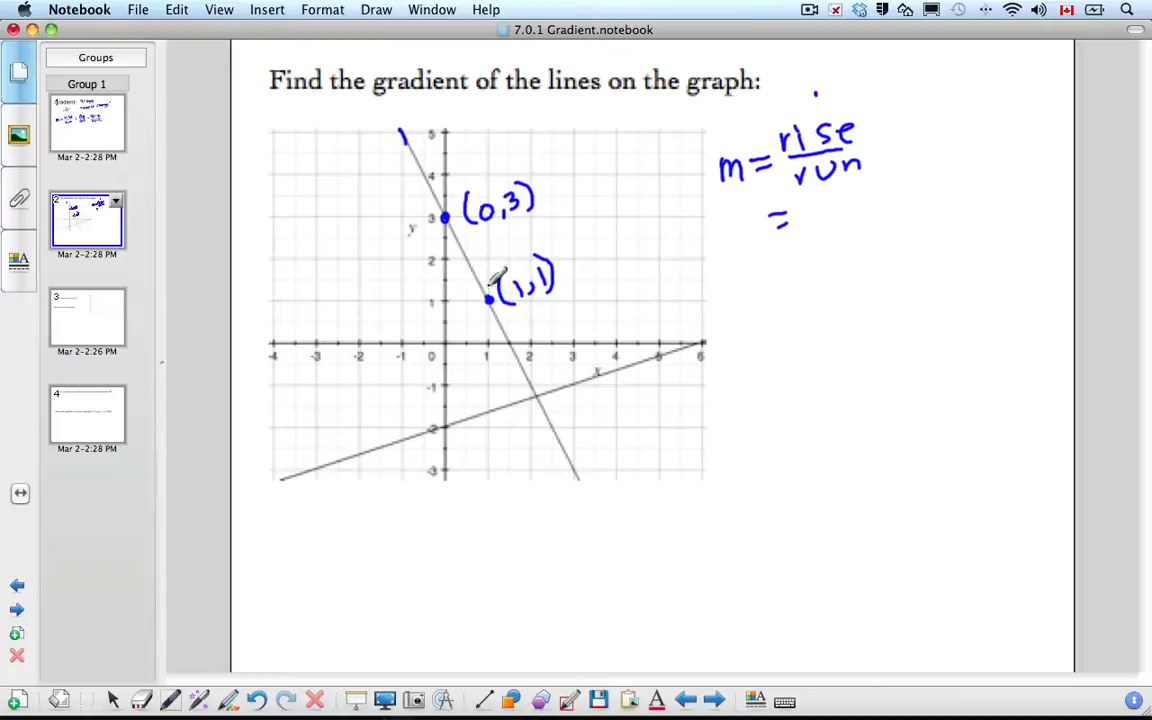 Notebook File Edit View Insert Format Draw Window Help
7.0.1 Gradient.notebook
Groups
Group 1
Mar 2-2:28 PM
2
Mar 2-2:28 PM
3
Mar 2-2:26 PM
4
Mar 2-2:28 PM
Find the gradient of the lines on the graph:
m = rise
run
=
5
4
(0,3)
3
y
2
(1,1)
1
-4 -3 -2 -1 0 1 2 3 4 5 6
x
-1
-2
-3